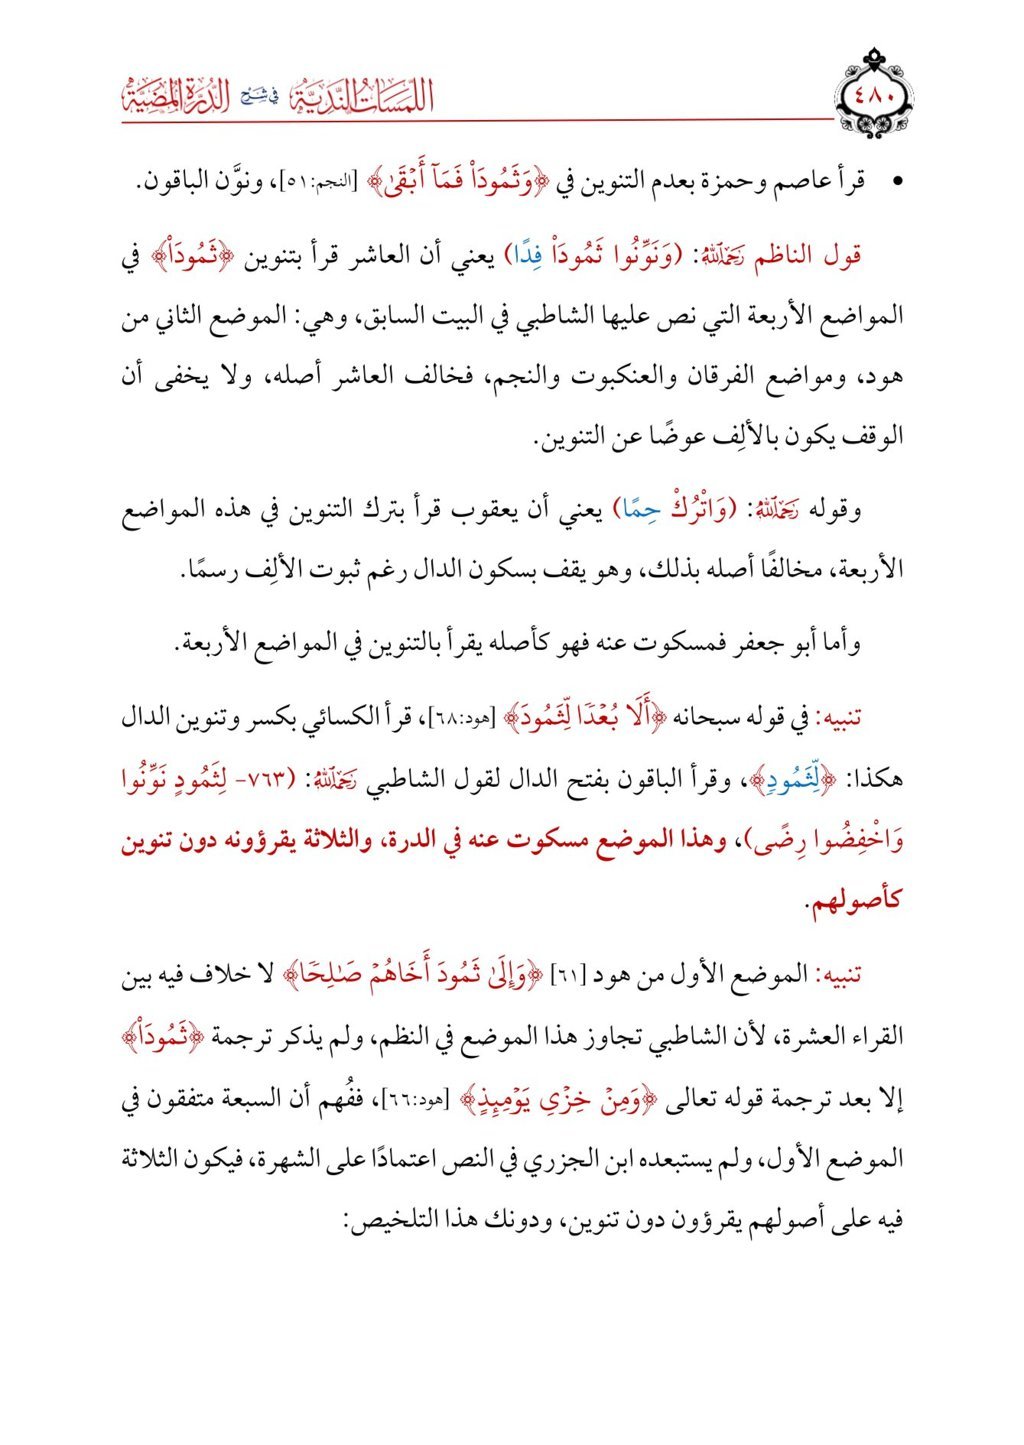 اللمسات الندية في شرح الدرة المضية
٤٨٠
• قرأ عاصم وحمزة بعدم التنوين في ﴿وَثَمُودَاْ فَمَآ أَبۡقَىٰ﴾ [النجم:٥١]، ونوَّن الباقون.
قول الناظم رَحِمَهُ اللَّهُ: (وَنَوِّنُوا ثَمُودَاْ فِدًا) يعني أن العاشر قرأ بتنوين ﴿ثَمُودَاْ﴾ في
المواضع الأربعة التي نص عليها الشاطبي في البيت السابق، وهي: الموضع الثاني من
هود، ومواضع الفرقان والعنكبوت والنجم، فخالف العاشر أصله، ولا يخفى أن
الوقف يكون بالألِف عوضًا عن التنوين.
وقوله رَحِمَهُ اللَّهُ: (وَاتْرُكْ حِمًا) يعني أن يعقوب قرأ بترك التنوين في هذه المواضع
الأربعة، مخالفًا أصله بذلك، وهو يقف بسكون الدال رغم ثبوت الألِف رسمًا.
وأما أبو جعفر فمسكوت عنه فهو كأصله يقرأ بالتنوين في المواضع الأربعة.
تنبيه: في قوله سبحانه ﴿أَلَا بُعۡدٗا لِّثَمُودَ﴾ [هود:٦٨]، قرأ الكسائي بكسر وتنوين الدال
هكذا: ﴿لِّثَمُودٖ﴾، وقرأ الباقون بفتح الدال لقول الشاطبي رَحِمَهُ اللَّهُ: (٧٦٣- لِثَمُودٍ نَوِّنُوا
وَاخْفِضُوا رِضًى)، وهذا الموضع مسكوت عنه في الدرة، والثلاثة يقرؤونه دون تنوين
كأصولهم.
تنبيه: الموضع الأول من هود [٦١] ﴿وَإِلَىٰ ثَمُودَ أَخَاهُمۡ صَٰلِحٗا﴾ لا خلاف فيه بين
القراء العشرة، لأن الشاطبي تجاوز هذا الموضع في النظم، ولم يذكر ترجمة ﴿ثَمُودَاْ﴾
إلا بعد ترجمة قوله تعالى ﴿وَمِنۡ خِزۡيِ يَوۡمِئِذٍ﴾ [هود:٦٦]، ففُهم أن السبعة متفقون في
الموضع الأول، ولم يستبعده ابن الجزري في النص اعتمادًا على الشهرة، فيكون الثلاثة
فيه على أصولهم يقرؤون دون تنوين، ودونك هذا التلخيص: